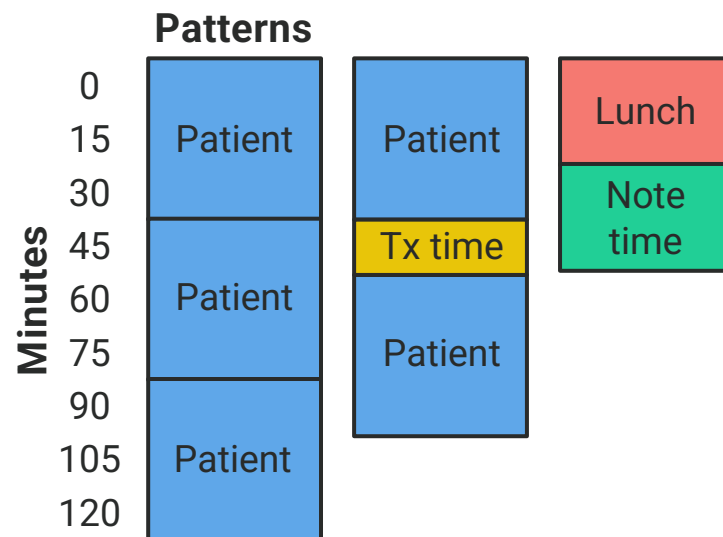 Patterns
Minutes
0
15
30
45
60
75
90
105
120
Patient
Patient
Patient
Patient
Tx time
Patient
Lunch
Note
time